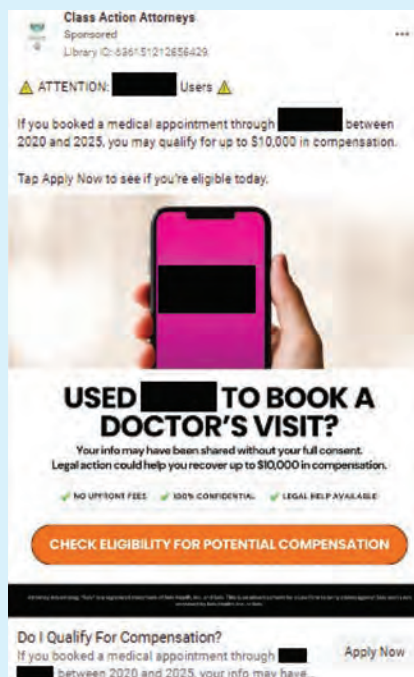 Class Action Attorneys
Sponsored
Library ID:
ATTENTION: Users
If you booked a medical appointment through between
2020 and 2025, you may qualify for up to $10,000 in compensation.
Tap Apply Now to see if you're eligible today.
USED TO BOOK A
DOCTOR'S VISIT?
Your info may have been shared without your full consent.
Legal action could help you recover up to $10,000 in compensation.
NO UPFRONT FEES 100% CONFIDENTIAL LEGAL HELP AVAILABLE
CHECK ELIGIBILITY FOR POTENTIAL COMPENSATION
Do I Qualify For Compensation?
If you booked a medical appointment through
Apply Now
between 2020 and 2025, your info may have...